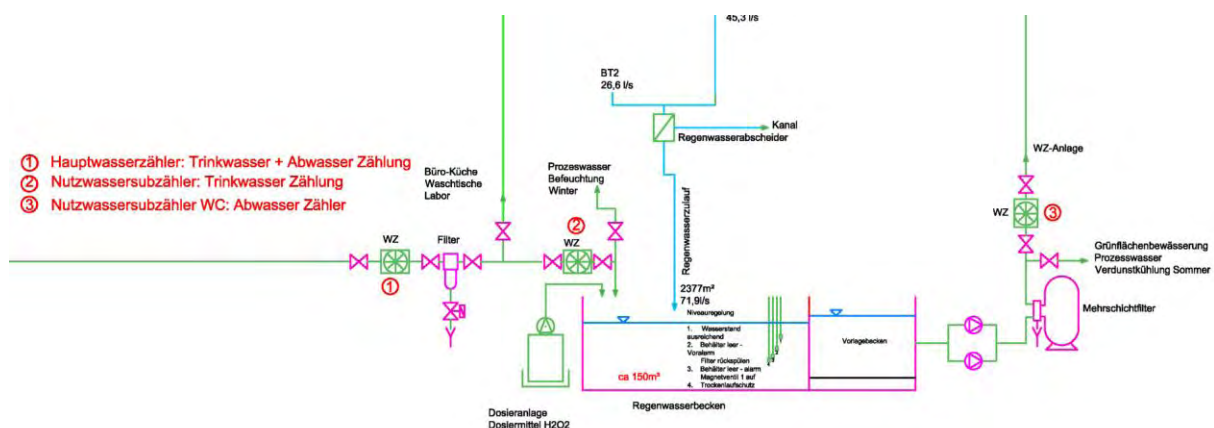 45,3 l/s
BT2
26,6 l/s
Kanal
Regenwasserabscheider
① Hauptwasserzähler: Trinkwasser + Abwasser Zählung
② Nutzwassersubzähler: Trinkwasser Zählung
③ Nutzwassersubzähler WC: Abwasser Zähler
Büro-Küche
Waschtische
Labor
Prozeswasser
Befeuchtung
Winter
WZ-Anlage
WZ
Filter
①
②
WZ
Regenwasserzulauf
WZ
③
Grünflächenbewässerung
Prozesswasser
Verdunstkühlung Sommer
2377m²
71,9l/s
Niveauregelung
1. Wasserstand
ausreichend
2. Behälter leer -
Voralarm
Filter rückspülen
3. Behälter leer - alarm
Magnetventil 1 auf
4. Trockenlaufschutz
ca 150m³
Vorlagebecken
Mehrschichtfilter
A
Regenwasserbecken
Dosieranlage
Dosiermittel H2O2